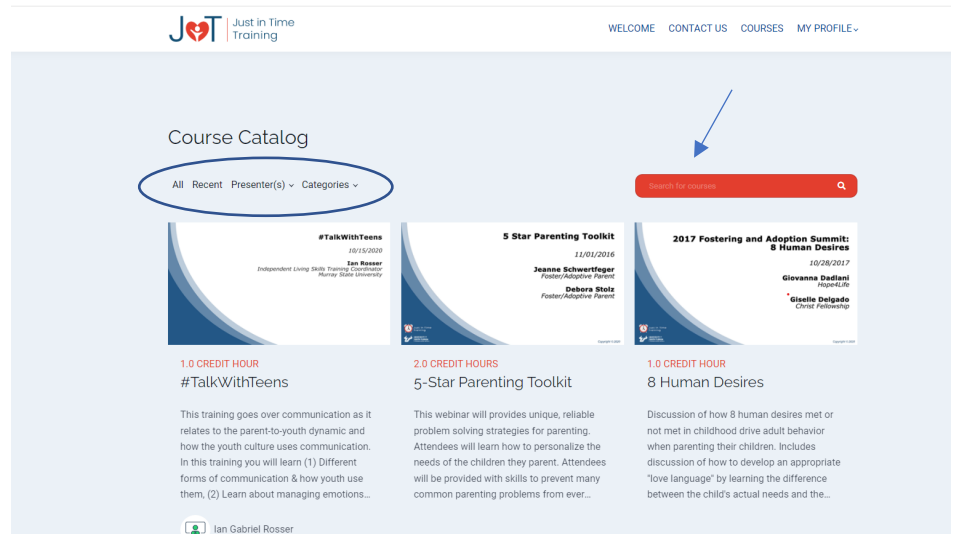 JOT Just in Time
Training
WELCOME CONTACT US COURSES MY PROFILE
Course Catalog
All Recent Presenter(s) Categories
Search for courses
#TalkWithTeens
10/15/2020
Ian Rosser
Independent Living Skills Training Coordinator
Murray State University
5 Star Parenting Toolkit
11/01/2016
Jeanne Schwertfeger
Foster/Adoptive Parent
Debora Stolz
Foster/Adoptive Parent
2017 Fostering and Adoption Summit:
8 Human Desires
10/28/2017
Giovanna Dadlani
Hope4Life
Giselle Delgado
Christ Fellowship
1.0 CREDIT HOUR
#TalkWithTeens
This training goes over communication as it
relates to the parent-to-youth dynamic and
how the youth culture uses communication.
In this training you will learn (1) Different
forms of communication & how youth use
them, (2) Learn about managing emotions...
Ian Gabriel Rosser
2.0 CREDIT HOURS
5-Star Parenting Toolkit
This webinar will provides unique, reliable
problem solving strategies for parenting.
Attendees will learn how to personalize the
needs of the children they parent. Attendees
will be provided with skills to prevent many
common parenting problems from ever...
1.0 CREDIT HOUR
8 Human Desires
Discussion of how 8 human desires met or
not met in childhood drive adult behavior
when parenting their children. Includes
discussion of how to develop an appropriate
"love language" by learning the difference
between the child's actual needs and the...